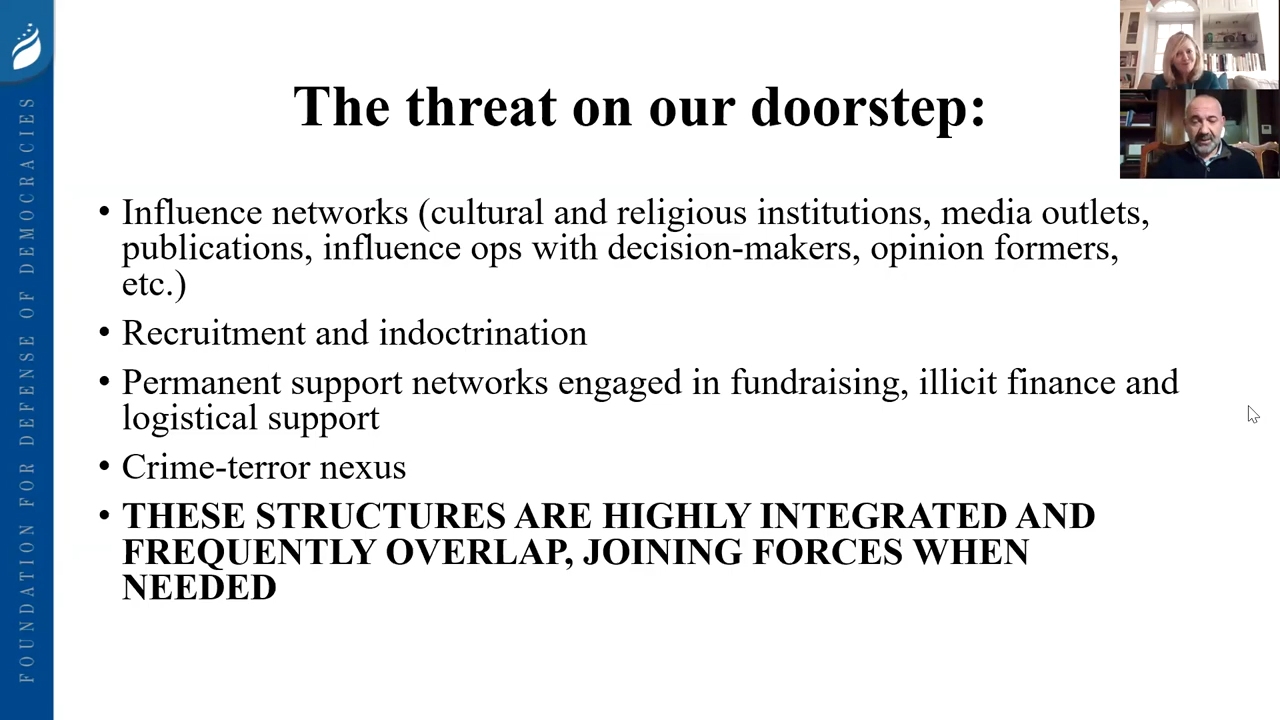 The threat on our doorstep:
• Influence networks (cultural and religious institutions, media outlets,
publications, influence ops with decision-makers, opinion formers,
etc.)
• Recruitment and indoctrination
• Permanent support networks engaged in fundraising, illicit finance and
logistical support
• Crime-terror nexus
• THESE STRUCTURES ARE HIGHLY INTEGRATED AND
FREQUENTLY OVERLAP, JOINING FORCES WHEN
NEEDED
FOUNDATION FOR DEFENSE OF DEMOCRACIES